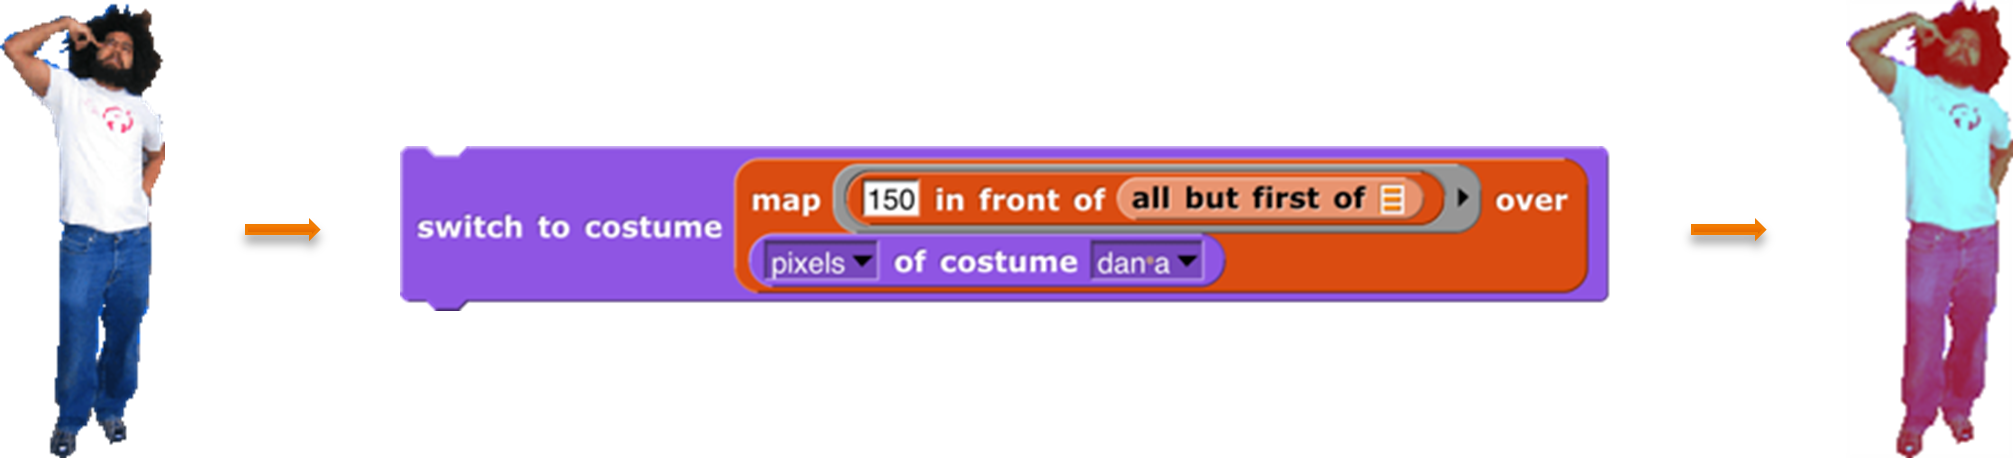 map 150 in front of all but first of over
switch to costume
pixels of costume dan a